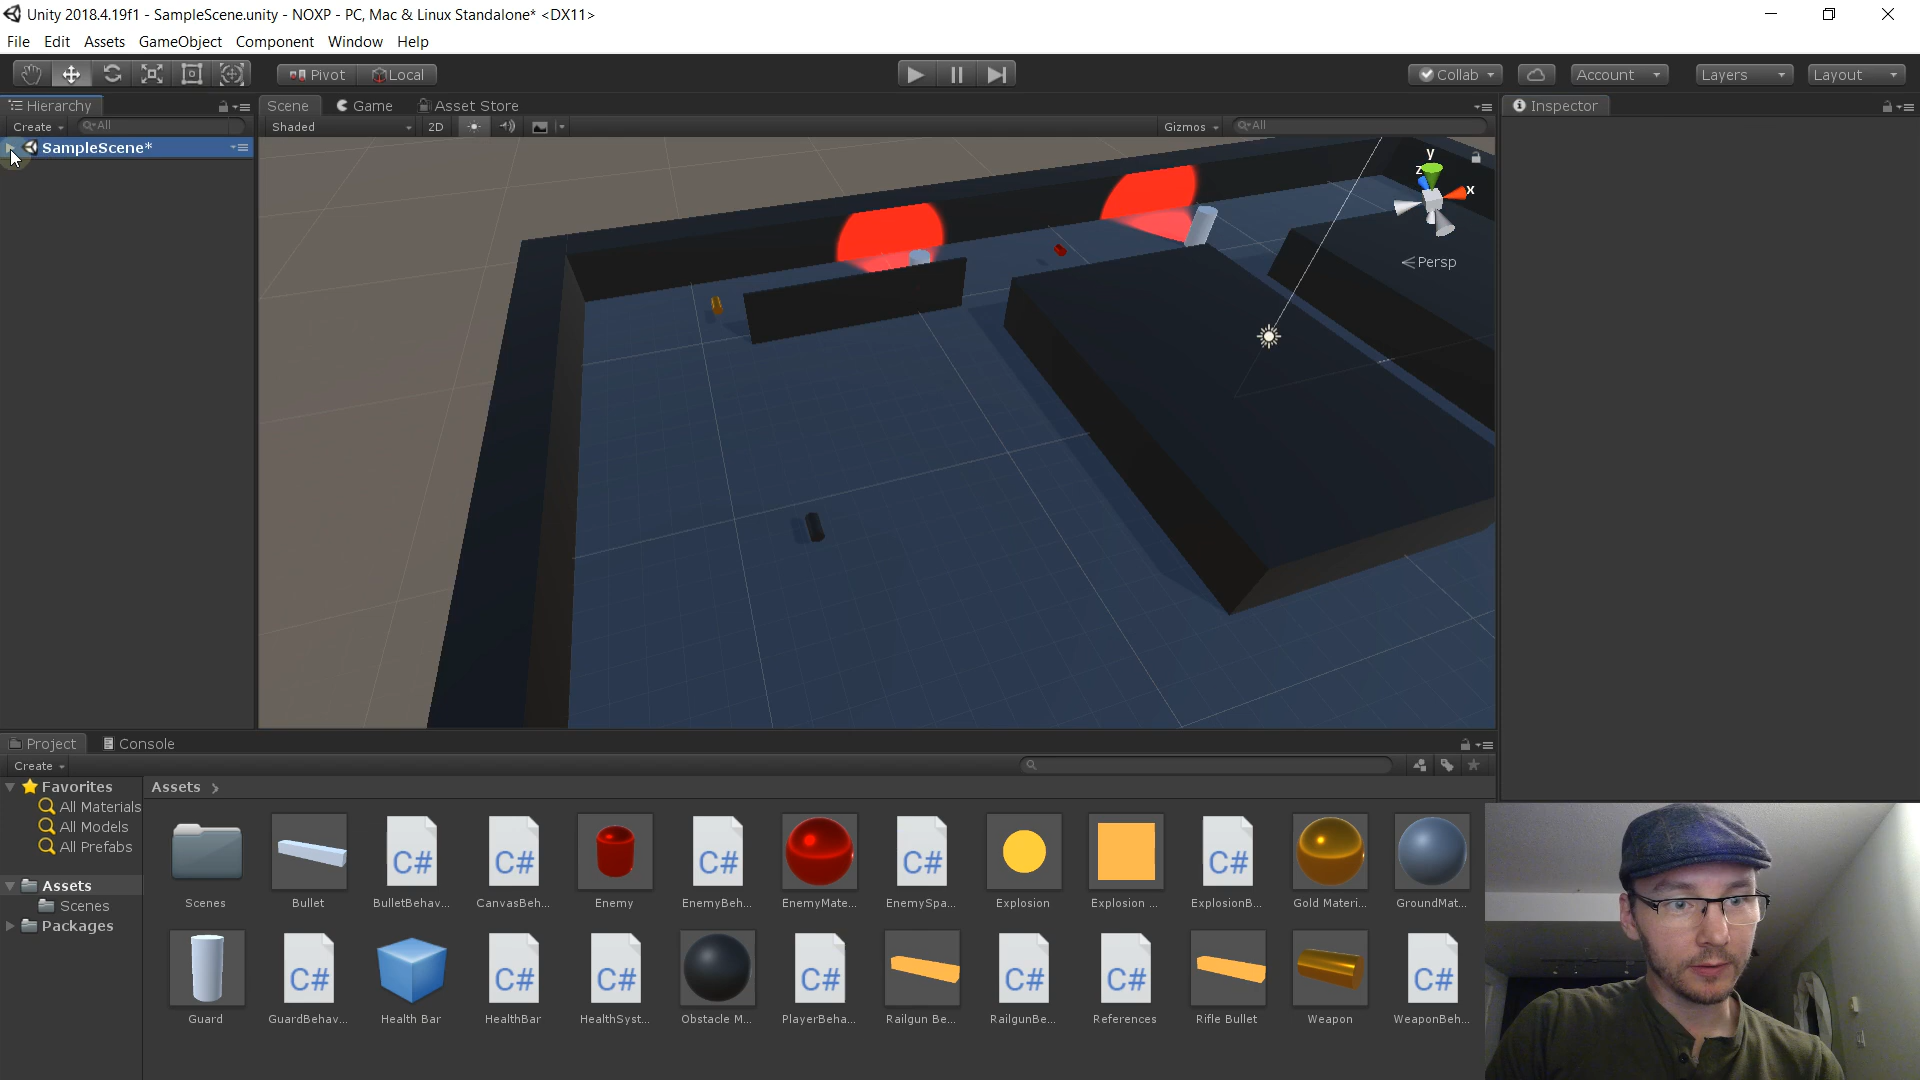 Unity 2018.4.19f1 - SampleScene.unity - NOXP - PC, Mac & Linux Standalone* <DX11>
File Edit Assets GameObject Component Window Help
Pivot Local Collab Account Layers Layout
Hierarchy Scene Game Asset Store Inspector
Create All Shaded 2D Gizmos All
SampleScene*
y
z
x
Persp
Project Console
Create
Favorites
Assets
All Materials
All Models
All Prefabs
Assets
Scenes
Packages
C# C# C# C# C#
Scenes Bullet BulletBehav... CanvasBeh... Enemy EnemyBeh... EnemyMate... EnemySpa... Explosion Explosion ... ExplosionB... Gold Materi... GroundMat...
C# C# C# C# C# C# C#
Guard GuardBehav... Health Bar HealthBar HealthSyst... Obstacle M... PlayerBeha... Railgun Be... RailgunBe... References Rifle Bullet Weapon WeaponBeh...